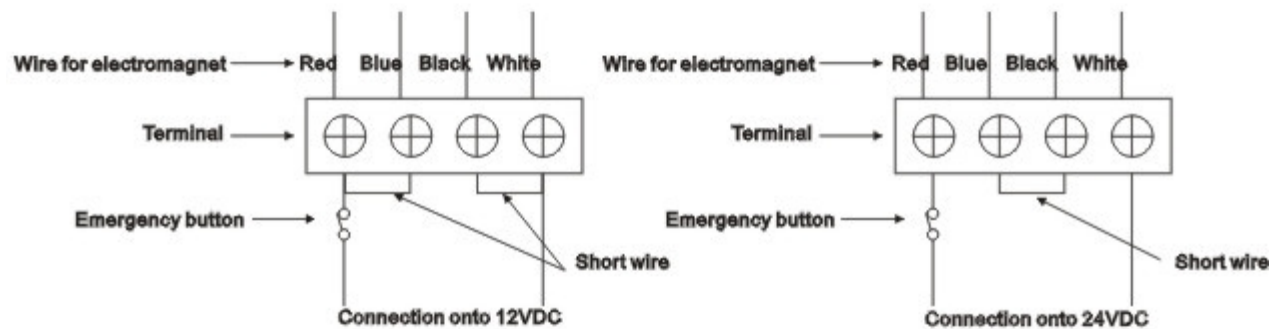 Wire for electromagnet Red Blue Black White
Terminal
Emergency button
Short wire
Connection onto 12VDC
Wire for electromagnet Red Blue Black White
Terminal
Emergency button
Short wire
Connection onto 24VDC